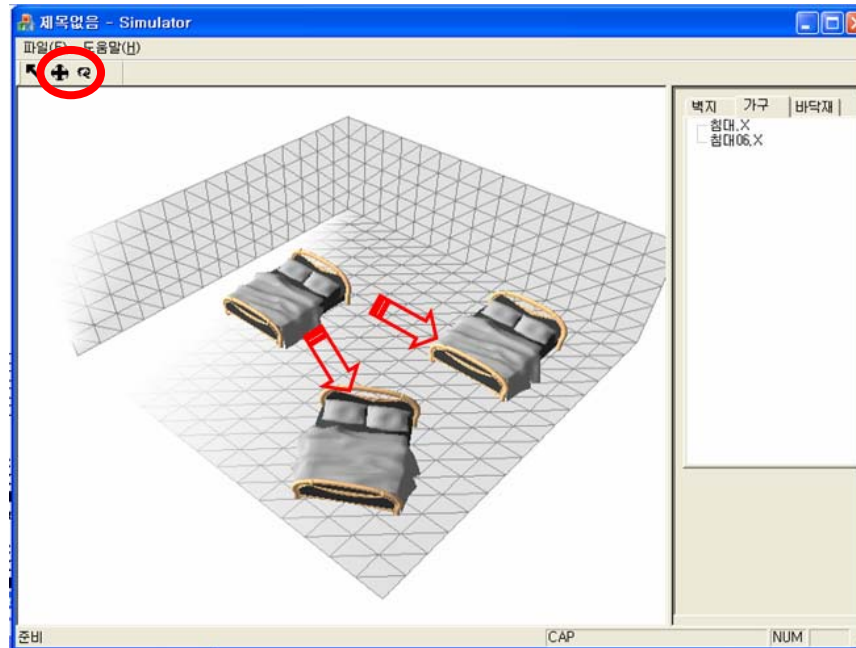 제목없음 - Simulator
파일(F) 도움말(H)
벽지 가구 바닥재
침대.X
침대06.X
준비 CAP NUM